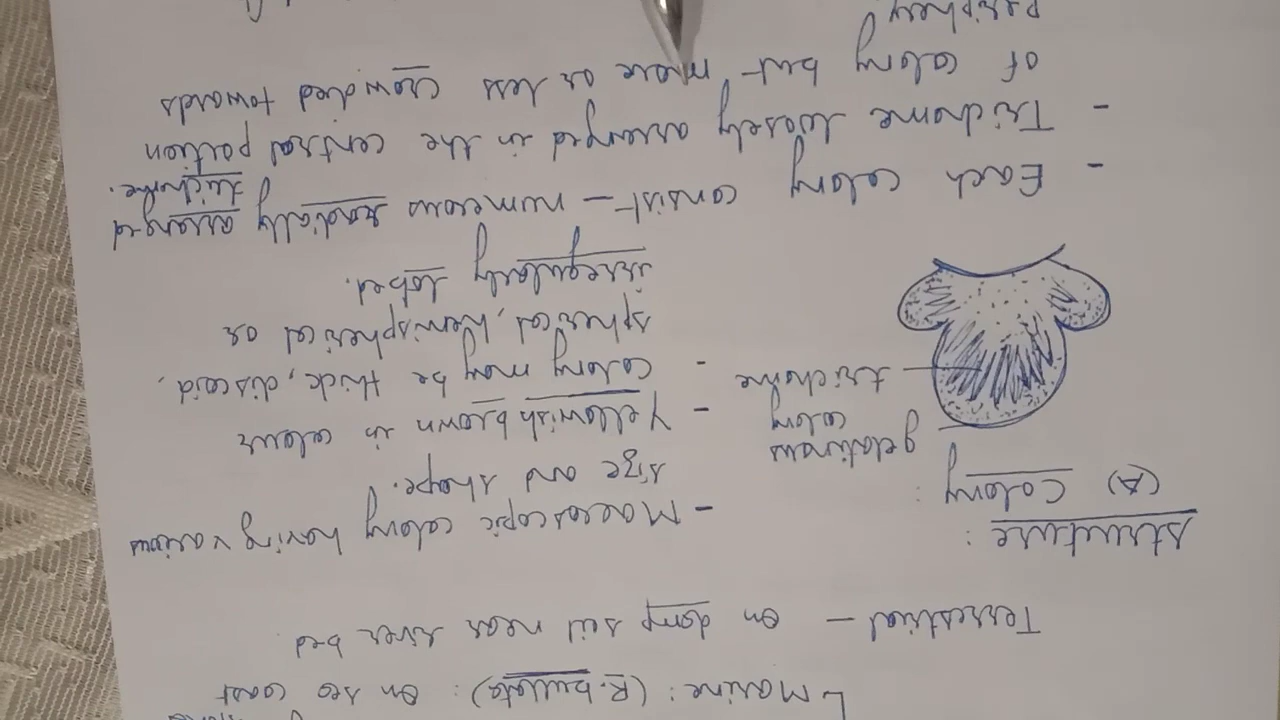 Marine: (R. bullata): on sea coast
Terrestrial - on damp soil near river bed.
Structure:
(A) Colony:
- Macroscopic colony having various
size and shape.
- Yellowish brown in colour
- Colony may be thick, discoid,
spherical, hemispherical or
irregularly lobed.
gelatinous
colony
trichome
- Each colony consist - numerous radially arranged
trichome.
- Trichome loosely arranged in the central portion
of colony but more or less crowded towards
periphery